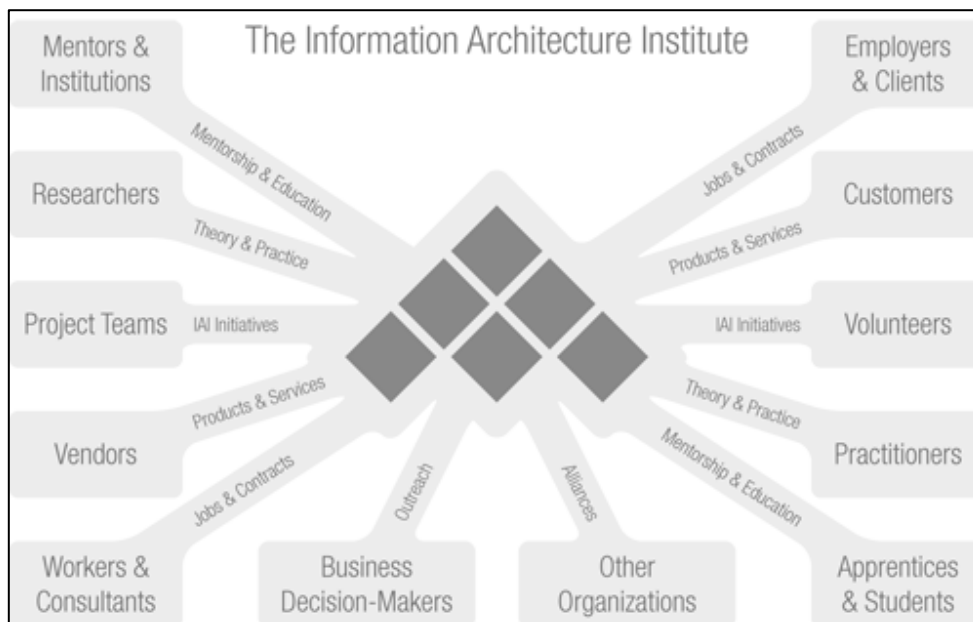 The Information Architecture Institute
Mentors &
Institutions
Mentorship & Education
Researchers
Theory & Practice
Project Teams
IAI Initiatives
Vendors
Products & Services
Workers &
Consultants
Jobs & Contracts
Business
Decision-Makers
Outreach
Other
Organizations
Alliances
Employers
& Clients
Jobs & Contracts
Customers
Products & Services
Volunteers
IAI Initiatives
Practitioners
Theory & Practice
Apprentices
& Students
Mentorship & Education